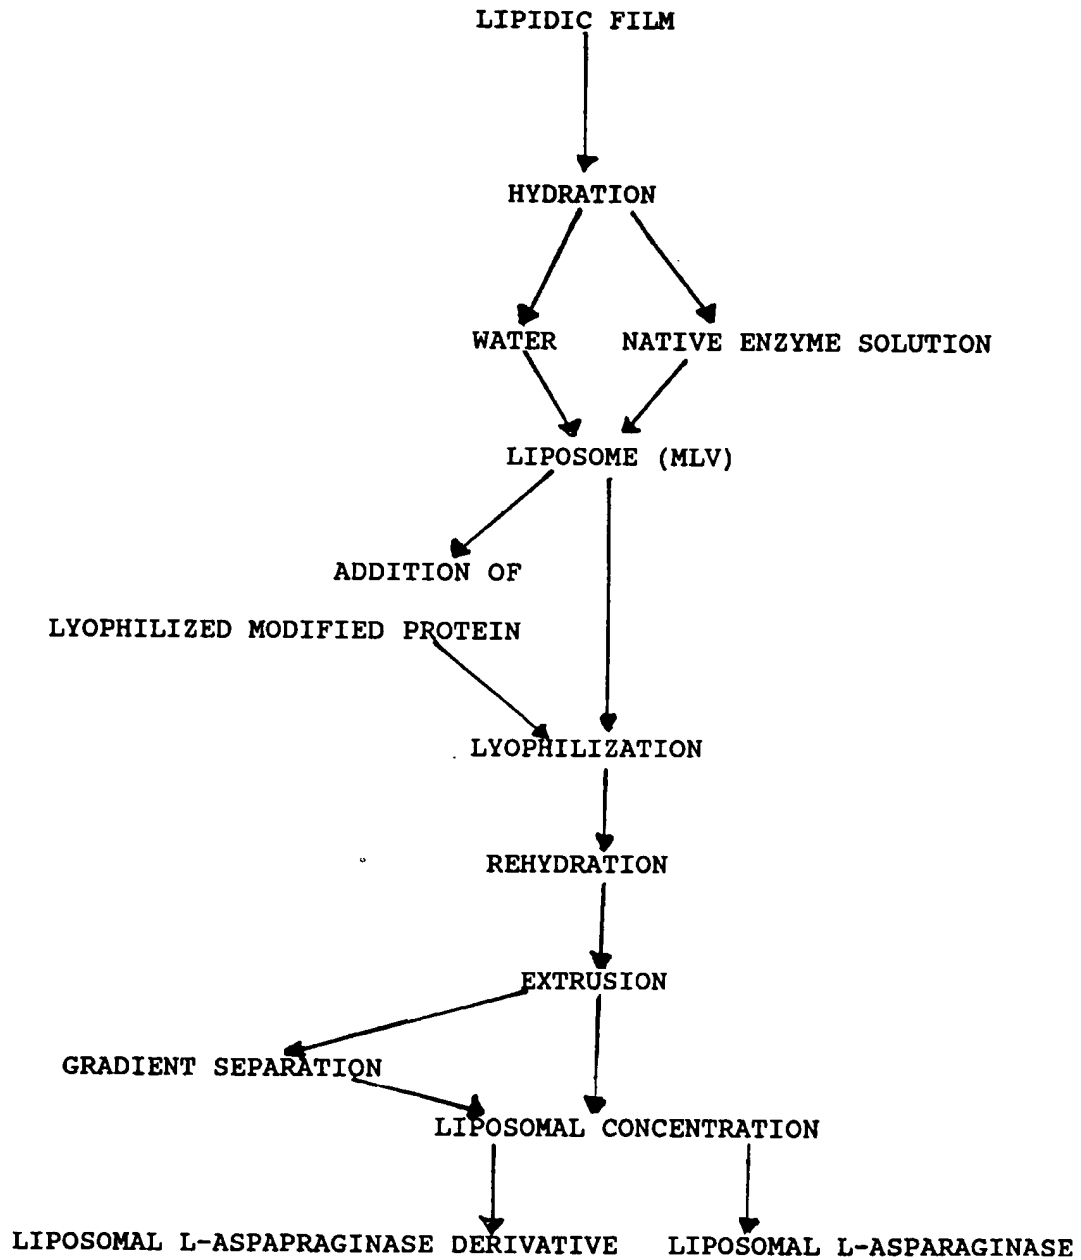 LIPIDIC FILM
HYDRATION
WATER
NATIVE ENZYME SOLUTION
LIPOSOME (MLV)
ADDITION OF
LYOPHILIZED MODIFIED PROTEIN
LYOPHILIZATION
REHYDRATION
EXTRUSION
GRADIENT SEPARATION
LIPOSOMAL CONCENTRATION
LIPOSOMAL L-ASPAPRAGINASE DERIVATIVE
LIPOSOMAL L-ASPARAGINASE